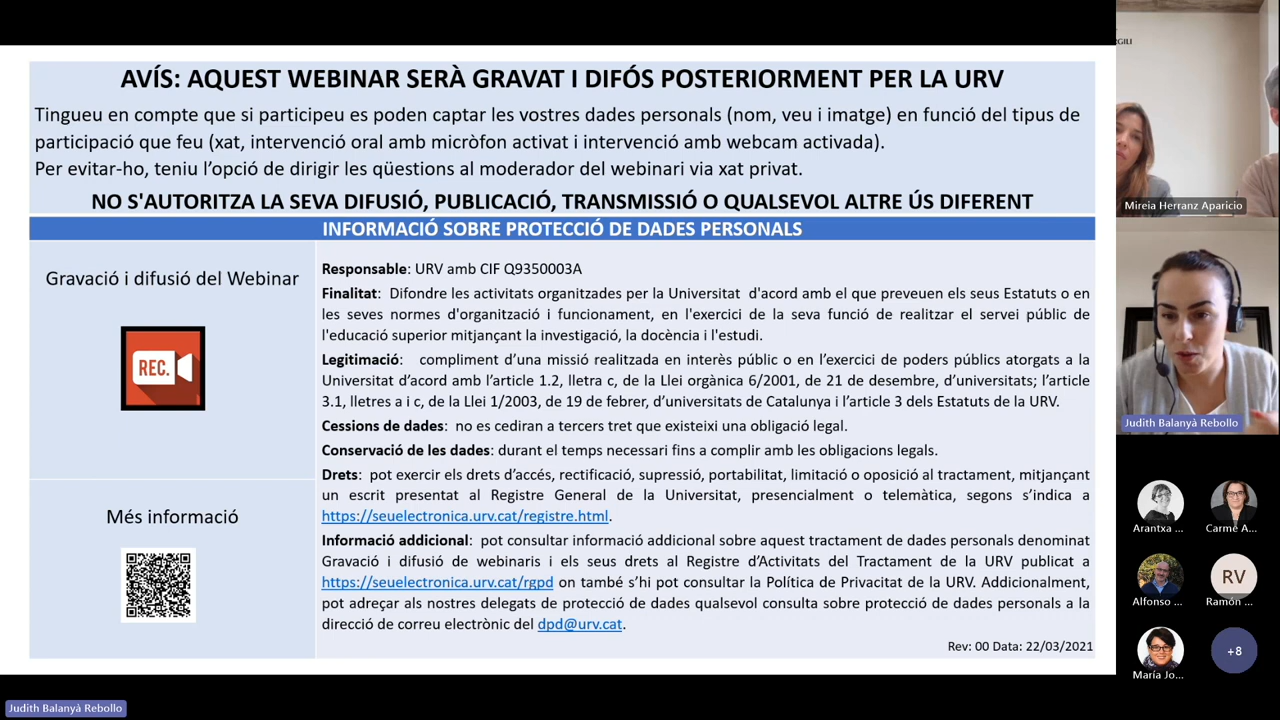 AVÍS: AQUEST WEBINAR SERÀ GRAVAT I DIFÓS POSTERIORMENT PER LA URV
Tingueu en compte que si participeu es poden captar les vostres dades personals (nom, veu i imatge) en funció del tipus de
participació que feu (xat, intervenció oral amb micròfon activat i intervenció amb webcam activada).
Per evitar-ho, teniu l’opció de dirigir les qüestions al moderador del webinari via xat privat.
NO S'AUTORITZA LA SEVA DIFUSIÓ, PUBLICACIÓ, TRANSMISSIÓ O QUALSEVOL ALTRE ÚS DIFERENT
INFORMACIÓ SOBRE PROTECCIÓ DE DADES PERSONALS
Gravació i difusió del Webinar
REC.
Més informació
Responsable: URV amb CIF Q9350003A
Finalitat: Difondre les activitats organitzades per la Universitat d'acord amb el que preveuen els seus Estatuts o en
les seves normes d'organització i funcionament, en l'exercici de la seva funció de realitzar el servei públic de
l'educació superior mitjançant la investigació, la docència i l'estudi.
Legitimació: compliment d’una missió realitzada en interès públic o en l’exercici de poders públics atorgats a la
Universitat d’acord amb l’article 1.2, lletra c, de la Llei orgànica 6/2001, de 21 de desembre, d’universitats; l’article
3.1, lletres a i c, de la Llei 1/2003, de 19 de febrer, d’universitats de Catalunya i l’article 3 dels Estatuts de la URV.
Cessions de dades: no es cediran a tercers tret que existeixi una obligació legal.
Conservació de les dades: durant el temps necessari fins a complir amb les obligacions legals.
Drets: pot exercir els drets d’accés, rectificació, supressió, portabilitat, limitació o oposició al tractament, mitjançant
un escrit presentat al Registre General de la Universitat, presencialment o telemàtica, segons s’indica a
https://seuelectronica.urv.cat/registre.html.
Informació addicional: pot consultar informació addicional sobre aquest tractament de dades personals denominat
Gravació i difusió de webinaris i els seus drets al Registre d’Activitats del Tractament de la URV publicat a
https://seuelectronica.urv.cat/rgpd on també s’hi pot consultar la Política de Privacitat de la URV. Addicionalment,
pot adreçar als nostres delegats de protecció de dades qualsevol consulta sobre protecció de dades personals a la
direcció de correu electrònic del dpd@urv.cat.
Rev: 00 Data: 22/03/2021
Mireia Herranz Aparicio
Judith Balanyà Rebollo
Arantxa ...
Carme A...
Alfonso ...
RV
Ramón ...
María Jo...
+8
Judith Balanyà Rebollo